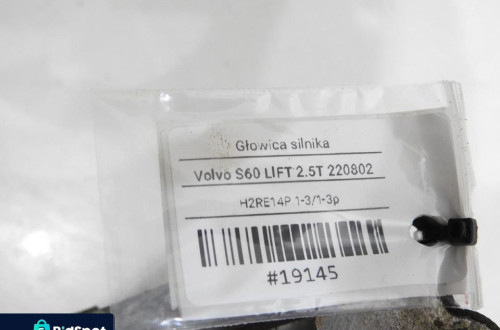 Głowica silnika
Volvo S60 LIFT 2.5T 220802
H2RE14P 1-3/1-3p
#19145